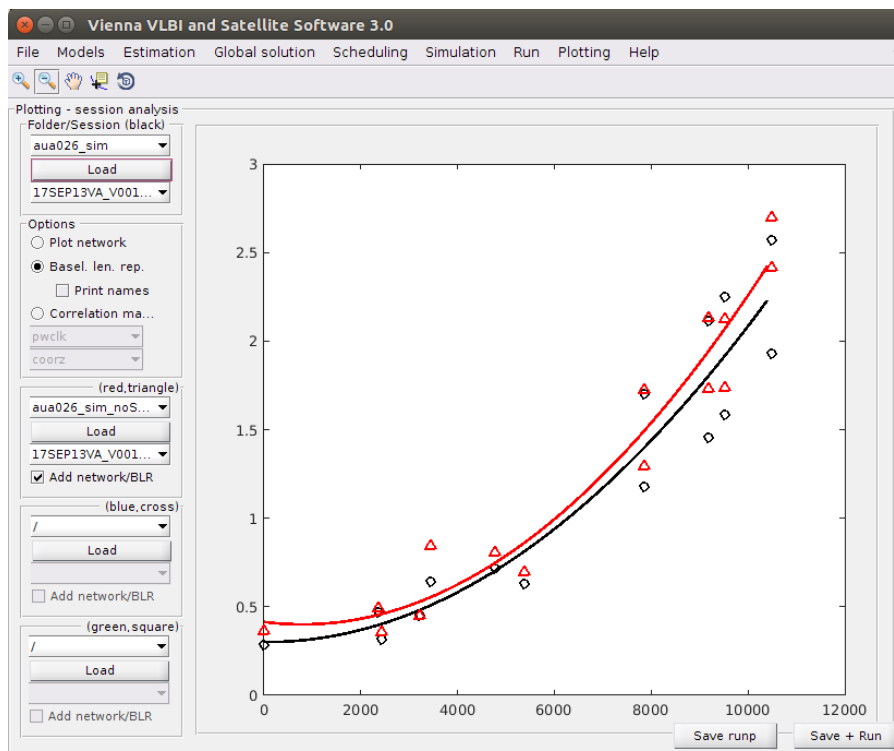 Vienna VLBI and Satellite Software 3.0
File Models Estimation Global solution Scheduling Simulation Run Plotting Help
Plotting - session analysis
Folder/Session (black)
aua026_sim
Load
17SEP13VA_V001...
Options
Plot network
Basel. len. rep.
Print names
Correlation ma...
pwclk
coorz
(red,triangle)
aua026_sim_noS...
Load
17SEP13VA_V001...
Add network/BLR
(blue,cross)
/
Load
Add network/BLR
(green,square)
/
Load
Add network/BLR
3
2.5
2
1.5
1
0.5
0
0 2000 4000 6000 8000 10000 12000
Save runp Save + Run